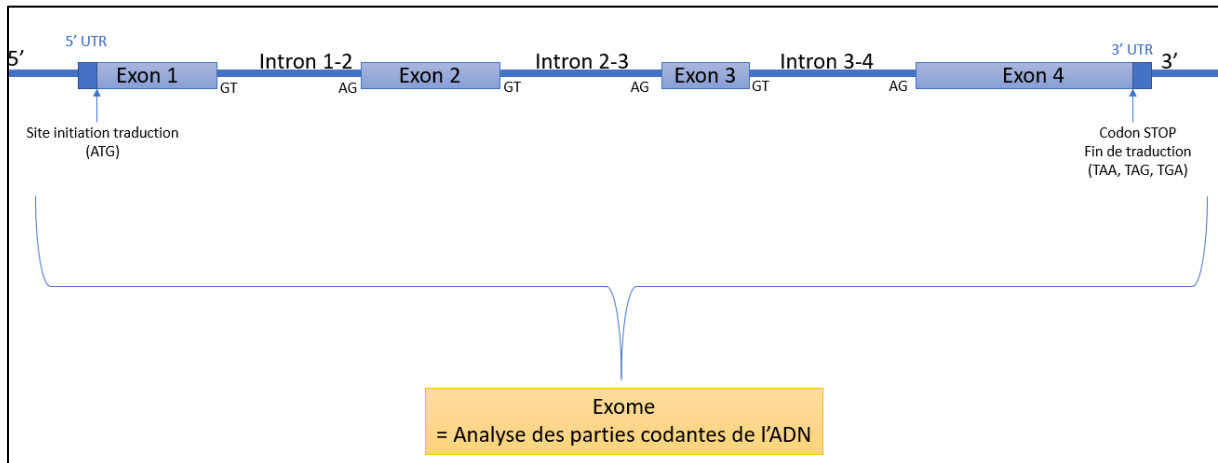 5’ UTR
3’ UTR
5’
Intron 1-2
Intron 2-3
Intron 3-4
3’
Exon 1
Exon 2
Exon 3
Exon 4
GT
AG
GT
AG
GT
AG
Site initiation traduction
(ATG)
Codon STOP
Fin de traduction
(TAA, TAG, TGA)
Exome
= Analyse des parties codantes de l’ADN